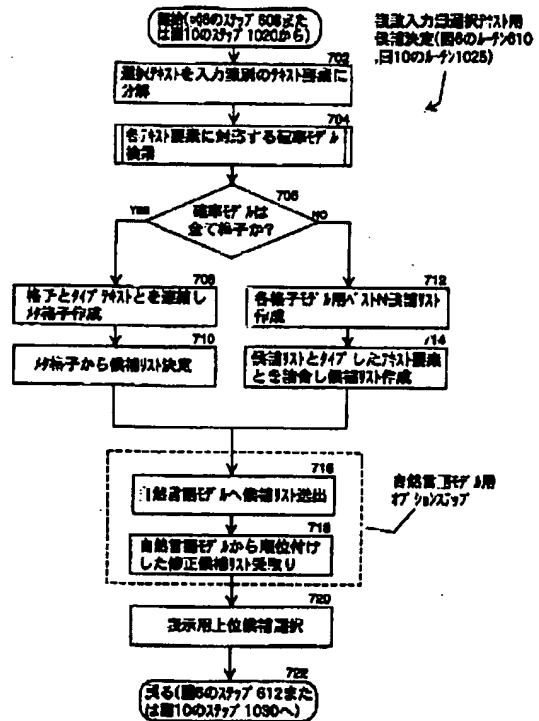 開始(図6のステップ 608また
は図10のステップ 1020から)
複数入力源選択テキスト用
候補決定(図6のルーチン610
,図10のルーチン1025)
702
選択テキストを入力源別のテキスト要素に
分解
704
各テキスト要素に対応する確率モデル
検索
706
確率モデルは
全て格子か?
YES
NO
708
格子とタイプテキストとを連結し
メタ格子作成
712
各格子モデル用ベストN候補リスト
作成
710
メタ格子から候補リスト決定
714
候補リストとタイプしたテキスト要素
とを結合し候補リスト作成
716
自然言語モデルへ候補リスト送出
自然言語モデル用
オプションステップ
718
自然言語モデルから順位付け
した修正候補リスト受取り
720
表示用上位候補選択
722
戻る(図6のステップ 612また
は図10のステップ 1030へ)